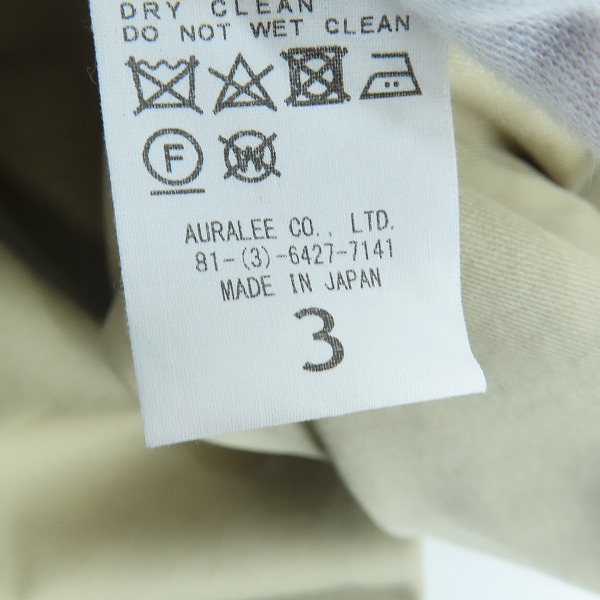 DRY CLEAN
DO NOT WET CLEAN
F W
AURALEE CO., LTD.
81-(3)-6427-7141
MADE IN JAPAN
3